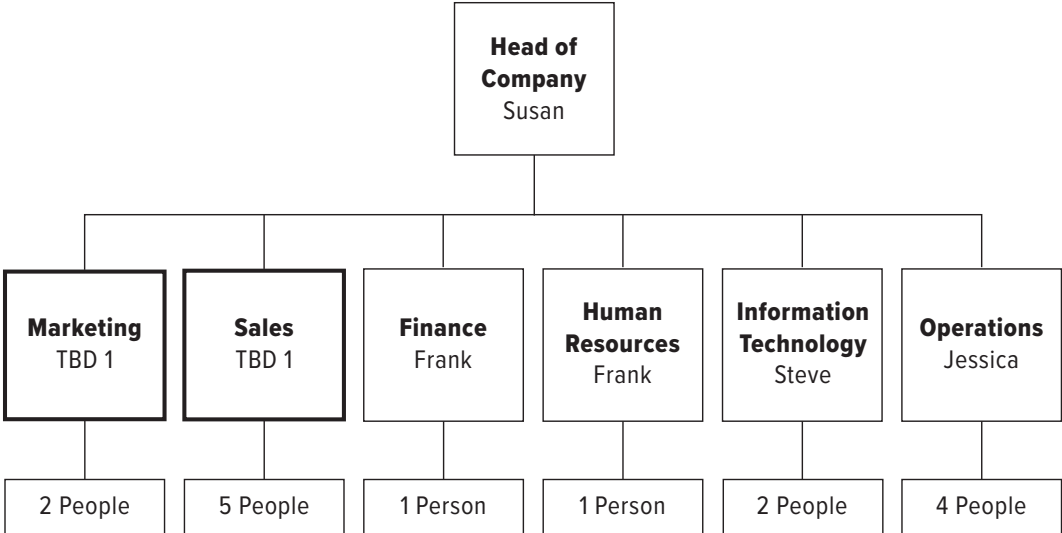 Head of
Company
Susan
Marketing
TBD 1
Sales
TBD 1
Finance
Frank
Human
Resources
Frank
Information
Technology
Steve
Operations
Jessica
2 People
5 People
1 Person
1 Person
2 People
4 People